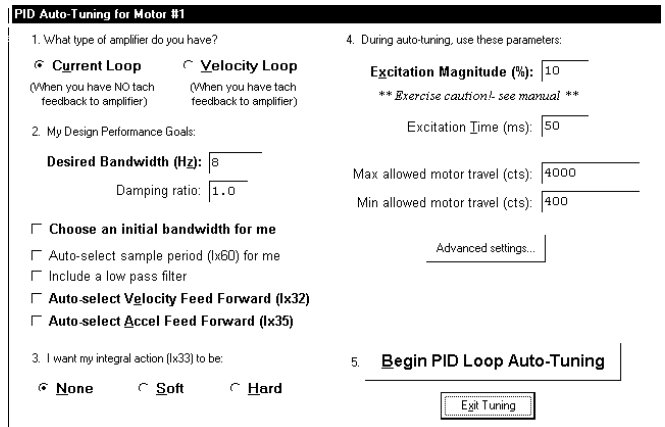 PID Auto-Tuning for Motor #1
1. What type of amplifier do you have?
Current Loop
Velocity Loop
(When you have NO tach
feedback to amplifier)
(When you have tach
feedback to amplifier)
2. My Design Performance Goals:
Desired Bandwidth (Hz): 8
Damping ratio: 1.0
Choose an initial bandwidth for me
Auto-select sample period (Ix60) for me
Include a low pass filter
Auto-select Velocity Feed Forward (Ix32)
Auto-select Accel Feed Forward (Ix35)
3. I want my integral action (Ix33) to be:
None
Soft
Hard
4. During auto-tuning, use these parameters:
Excitation Magnitude (%): 10
** Exercise caution!- see manual **
Excitation Time (ms): 50
Max allowed motor travel (cts): 4000
Min allowed motor travel (cts): 400
Advanced settings...
5. Begin PID Loop Auto-Tuning
Exit Tuning